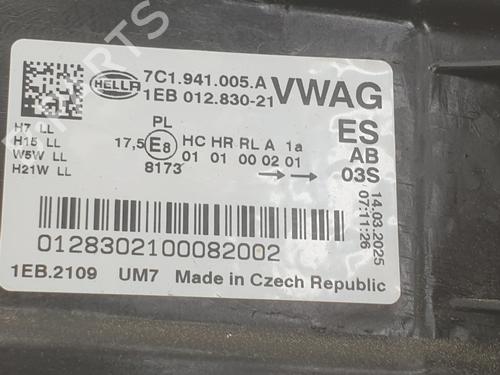 HELLA
7C1.941.005.A
1EB 012.830-21
VWAG
H7 LL
H15 LL
W5W LL
H21W LL
PL
17,5 E8 HC HR RL A 1a
01 01 00 02 01
8173
→ →
ES
AB
03S
14.03.2025
07:11:26
0128302100082002
1EB.2109 UM7 Made in Czech Republic